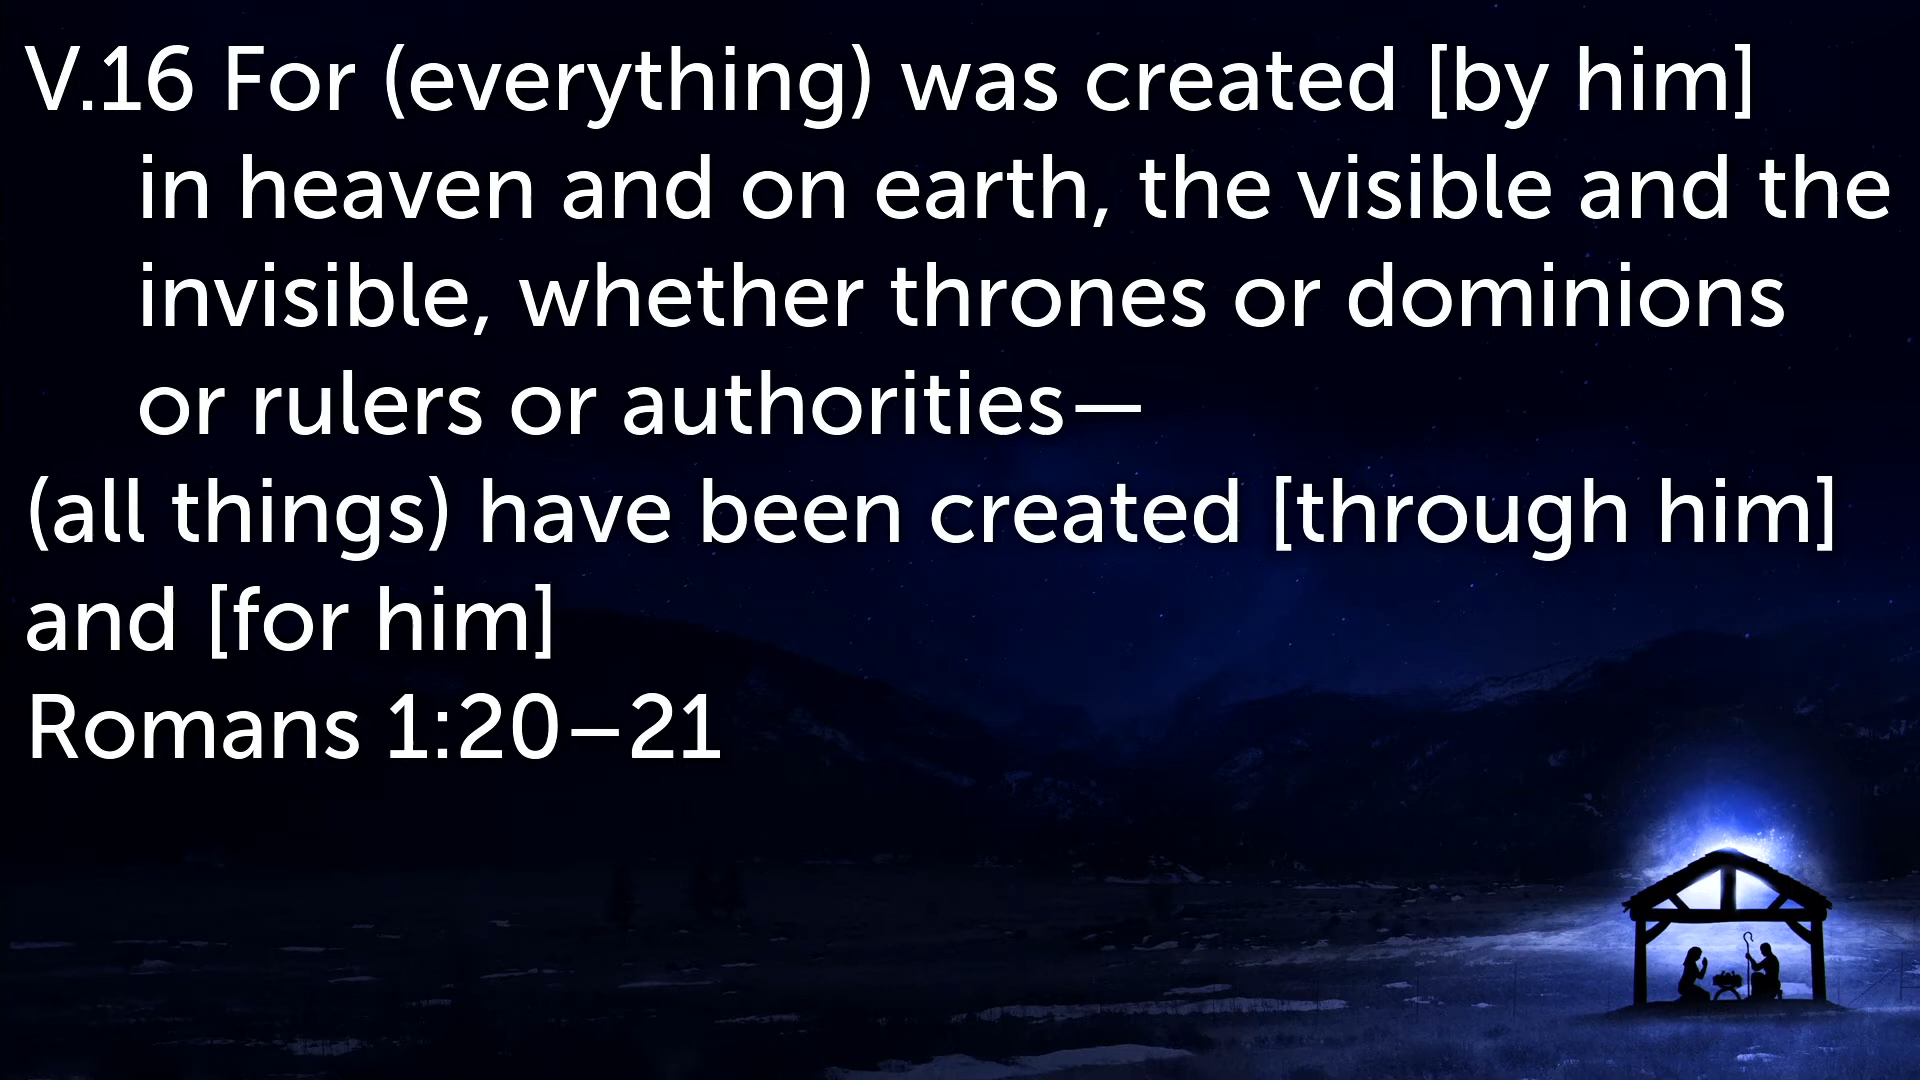 V.16 For (everything) was created [by him]
in heaven and on earth, the visible and the
invisible, whether thrones or dominions
or rulers or authorities—
(all things) have been created [through him]
and [for him]
Romans 1:20–21